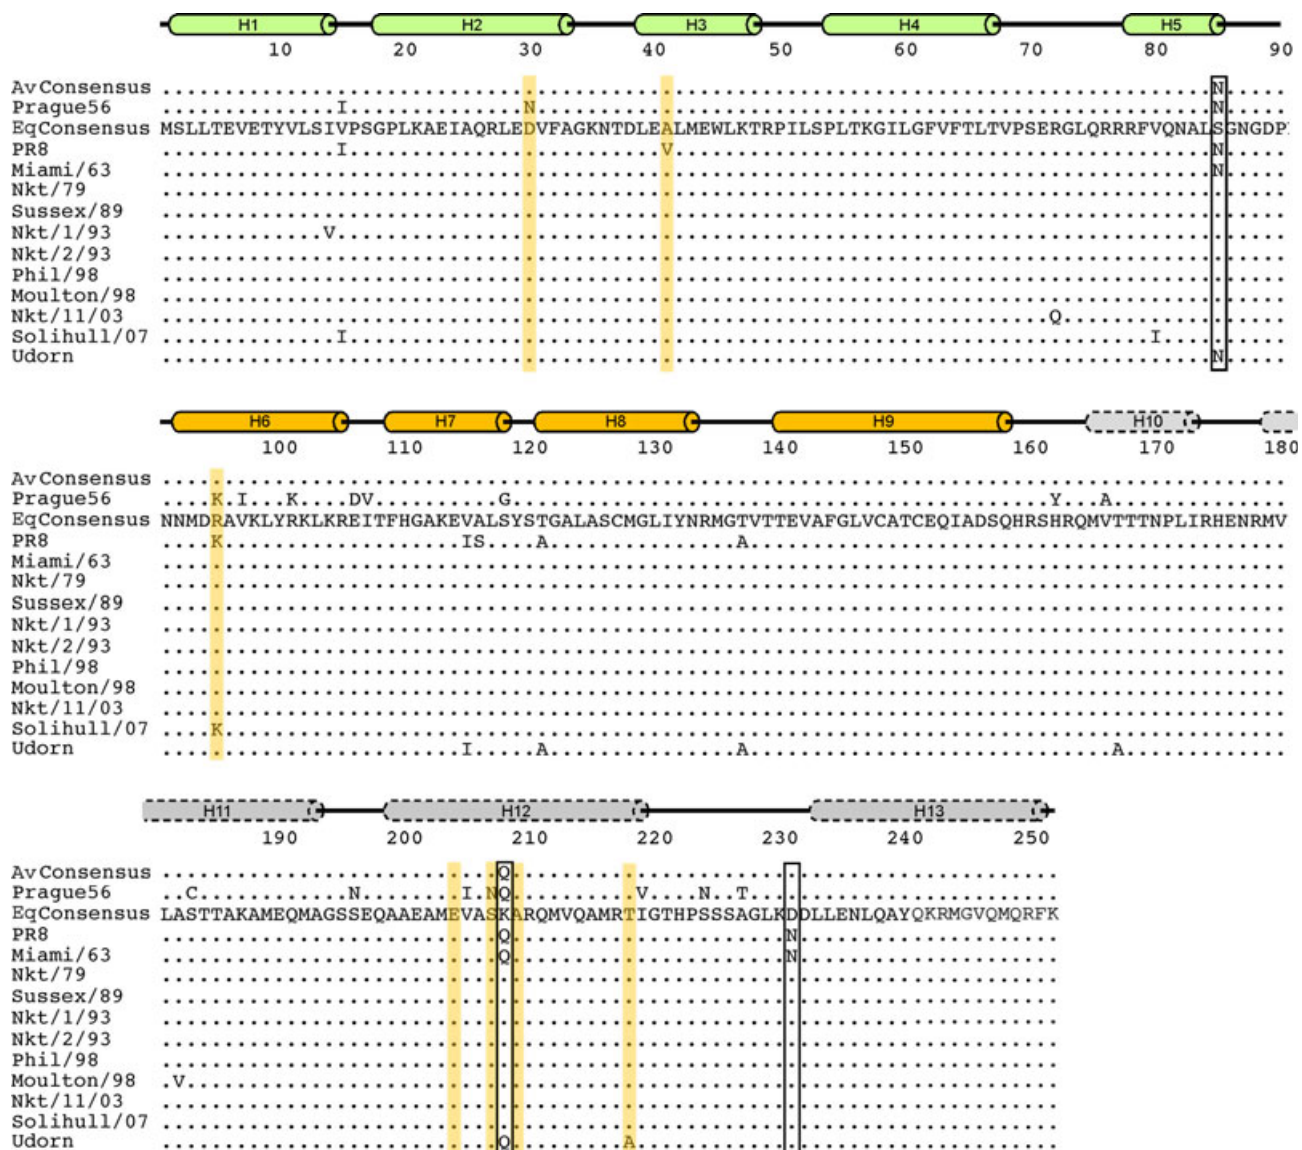 H1 H2 H3 H4 H5
10 20 30 40 50 60 70 80 90
AvConsensus ....................................................................................N.....
Prague56 ..............I..............N......................................................N.....
EqConsensus MSLLTEVETYVLSIVPSGPLKAEIAQRLEDVFAGKNTDLEALMEWLKTRPILSPLTKGILGFVFTLTVPSERGLQRRRFVQNALSGNGDP
PR8 ..............I.........................V...........................................N.....
Miami/63 ....................................................................................N.....
Nkt/79 ..........................................................................................
Sussex/89 ..........................................................................................
Nkt/1/93 .............V............................................................................
Nkt/2/93 ..........................................................................................
Phil/98 ..........................................................................................
Moulton/98 ..........................................................................................
Nkt/11/03 .......................................................................Q..................
Solihull/07 ..............I................................................................I..........
Udorn ....................................................................................N.....
H6 H7 H8 H9 H10
100 110 120 130 140 150 160 170 180
AvConsensus ..........................................................................................
Prague56 ....K.I...K....DV..........G...........................................Y...A..............
EqConsensus NNMDRAVKLYRKLKREITFHGAKEVALSYSTGALASCMGLIYNRMGTVTTEVAFGLVCATCEQIADSQHRSHRQMVTTTNPLIRHENRMV
PR8 ....K...................IS....A...............A...........................................
Miami/63 ..........................................................................................
Nkt/79 ..........................................................................................
Sussex/89 ..........................................................................................
Nkt/1/93 ..........................................................................................
Nkt/2/93 ..........................................................................................
Phil/98 ..........................................................................................
Moulton/98 ..........................................................................................
Nkt/11/03 ..........................................................................................
Solihull/07 ....K.....................................................................................
Udorn ........................I.....A...............A.............................A.............
H11 H12 H13
190 200 210 220 230 240 250
AvConsensus ...........................Q............................................
Prague56 ..C............N........I.NQ..........V....N..T.........................
EqConsensus LASTTAKAMEQMAGSSEQAAEAMEVASKARQMVQAMRTIGTHPSSSAGLKDDLLENLQAYQKRMGVQMQRFK
PR8 ...........................Q......................N.....................
Miami/63 ...........................Q......................N.....................
Nkt/79 ........................................................................
Sussex/89 ........................................................................
Nkt/1/93 ........................................................................
Nkt/2/93 ........................................................................
Phil/98 ........................................................................
Moulton/98 .V......................................................................
Nkt/11/03 ........................................................................
Solihull/07 ........................................................................
Udorn ...........................Q.........A..................................